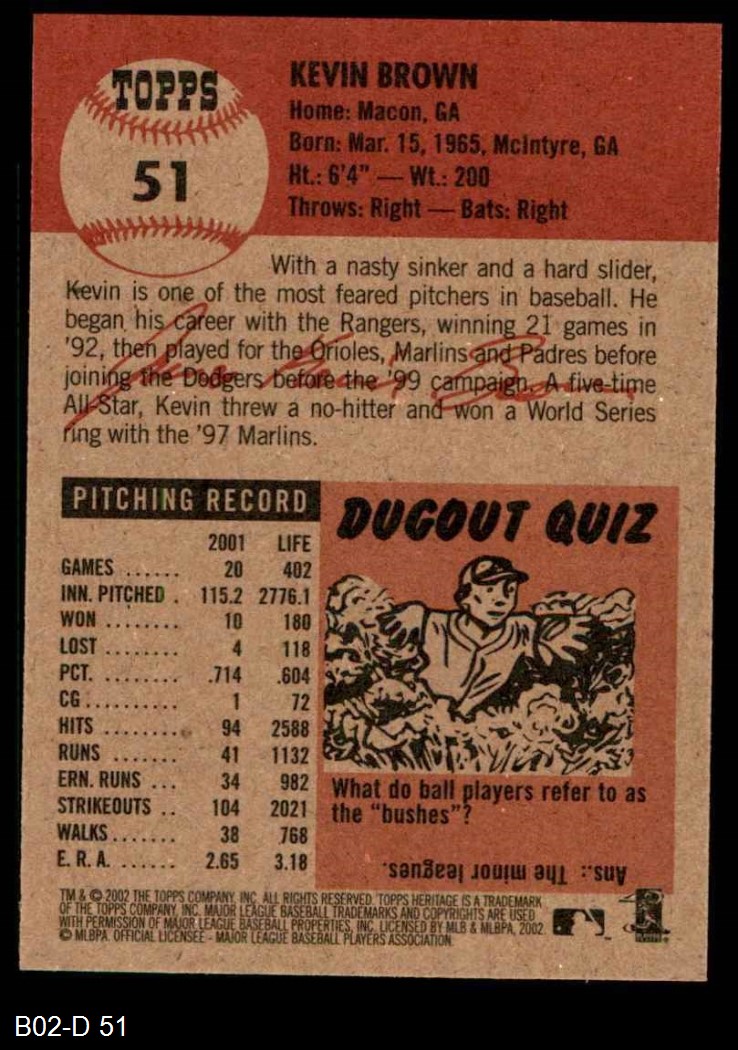 TOPPS
51
KEVIN BROWN
Home: Macon, GA
Born: Mar. 15, 1965, McIntyre, GA
Ht.: 6'4" — Wt.: 200
Throws: Right — Bats: Right
With a nasty sinker and a hard slider,
Kevin is one of the most feared pitchers in baseball. He
began his career with the Rangers, winning 21 games in
'92, then played for the Orioles, Marlins and Padres before
joining the Dodgers before the '99 campaign. A five-time
All-Star, Kevin threw a no-hitter and won a World Series
ring with the '97 Marlins.
PITCHING RECORD
2001 LIFE
GAMES ...... 20 402
INN. PITCHED . 115.2 2776.1
WON ........ 10 180
LOST ........ 4 118
PCT. ........ .714 .604
CG .......... 1 72
HITS ........ 94 2588
RUNS ....... 41 1132
ERN. RUNS ... 34 982
STRIKEOUTS .. 104 2021
WALKS ....... 38 768
E. R. A. ...... 2.65 3.18
DUGOUT QUIZ
What do ball players refer to as
the "bushes"?
Ans.: The minor leagues.
TM & © 2002 THE TOPPS COMPANY, INC. ALL RIGHTS RESERVED. TOPPS HERITAGE IS A TRADEMARK
OF THE TOPPS COMPANY, INC. MAJOR LEAGUE BASEBALL TRADEMARKS AND COPYRIGHTS ARE USED
WITH PERMISSION OF MAJOR LEAGUE BASEBALL PROPERTIES, INC. LICENSED BY MLB & MLBPA, 2002
© MLBPA. OFFICIAL LICENSEE - MAJOR LEAGUE BASEBALL PLAYERS ASSOCIATION.
B02-D 51